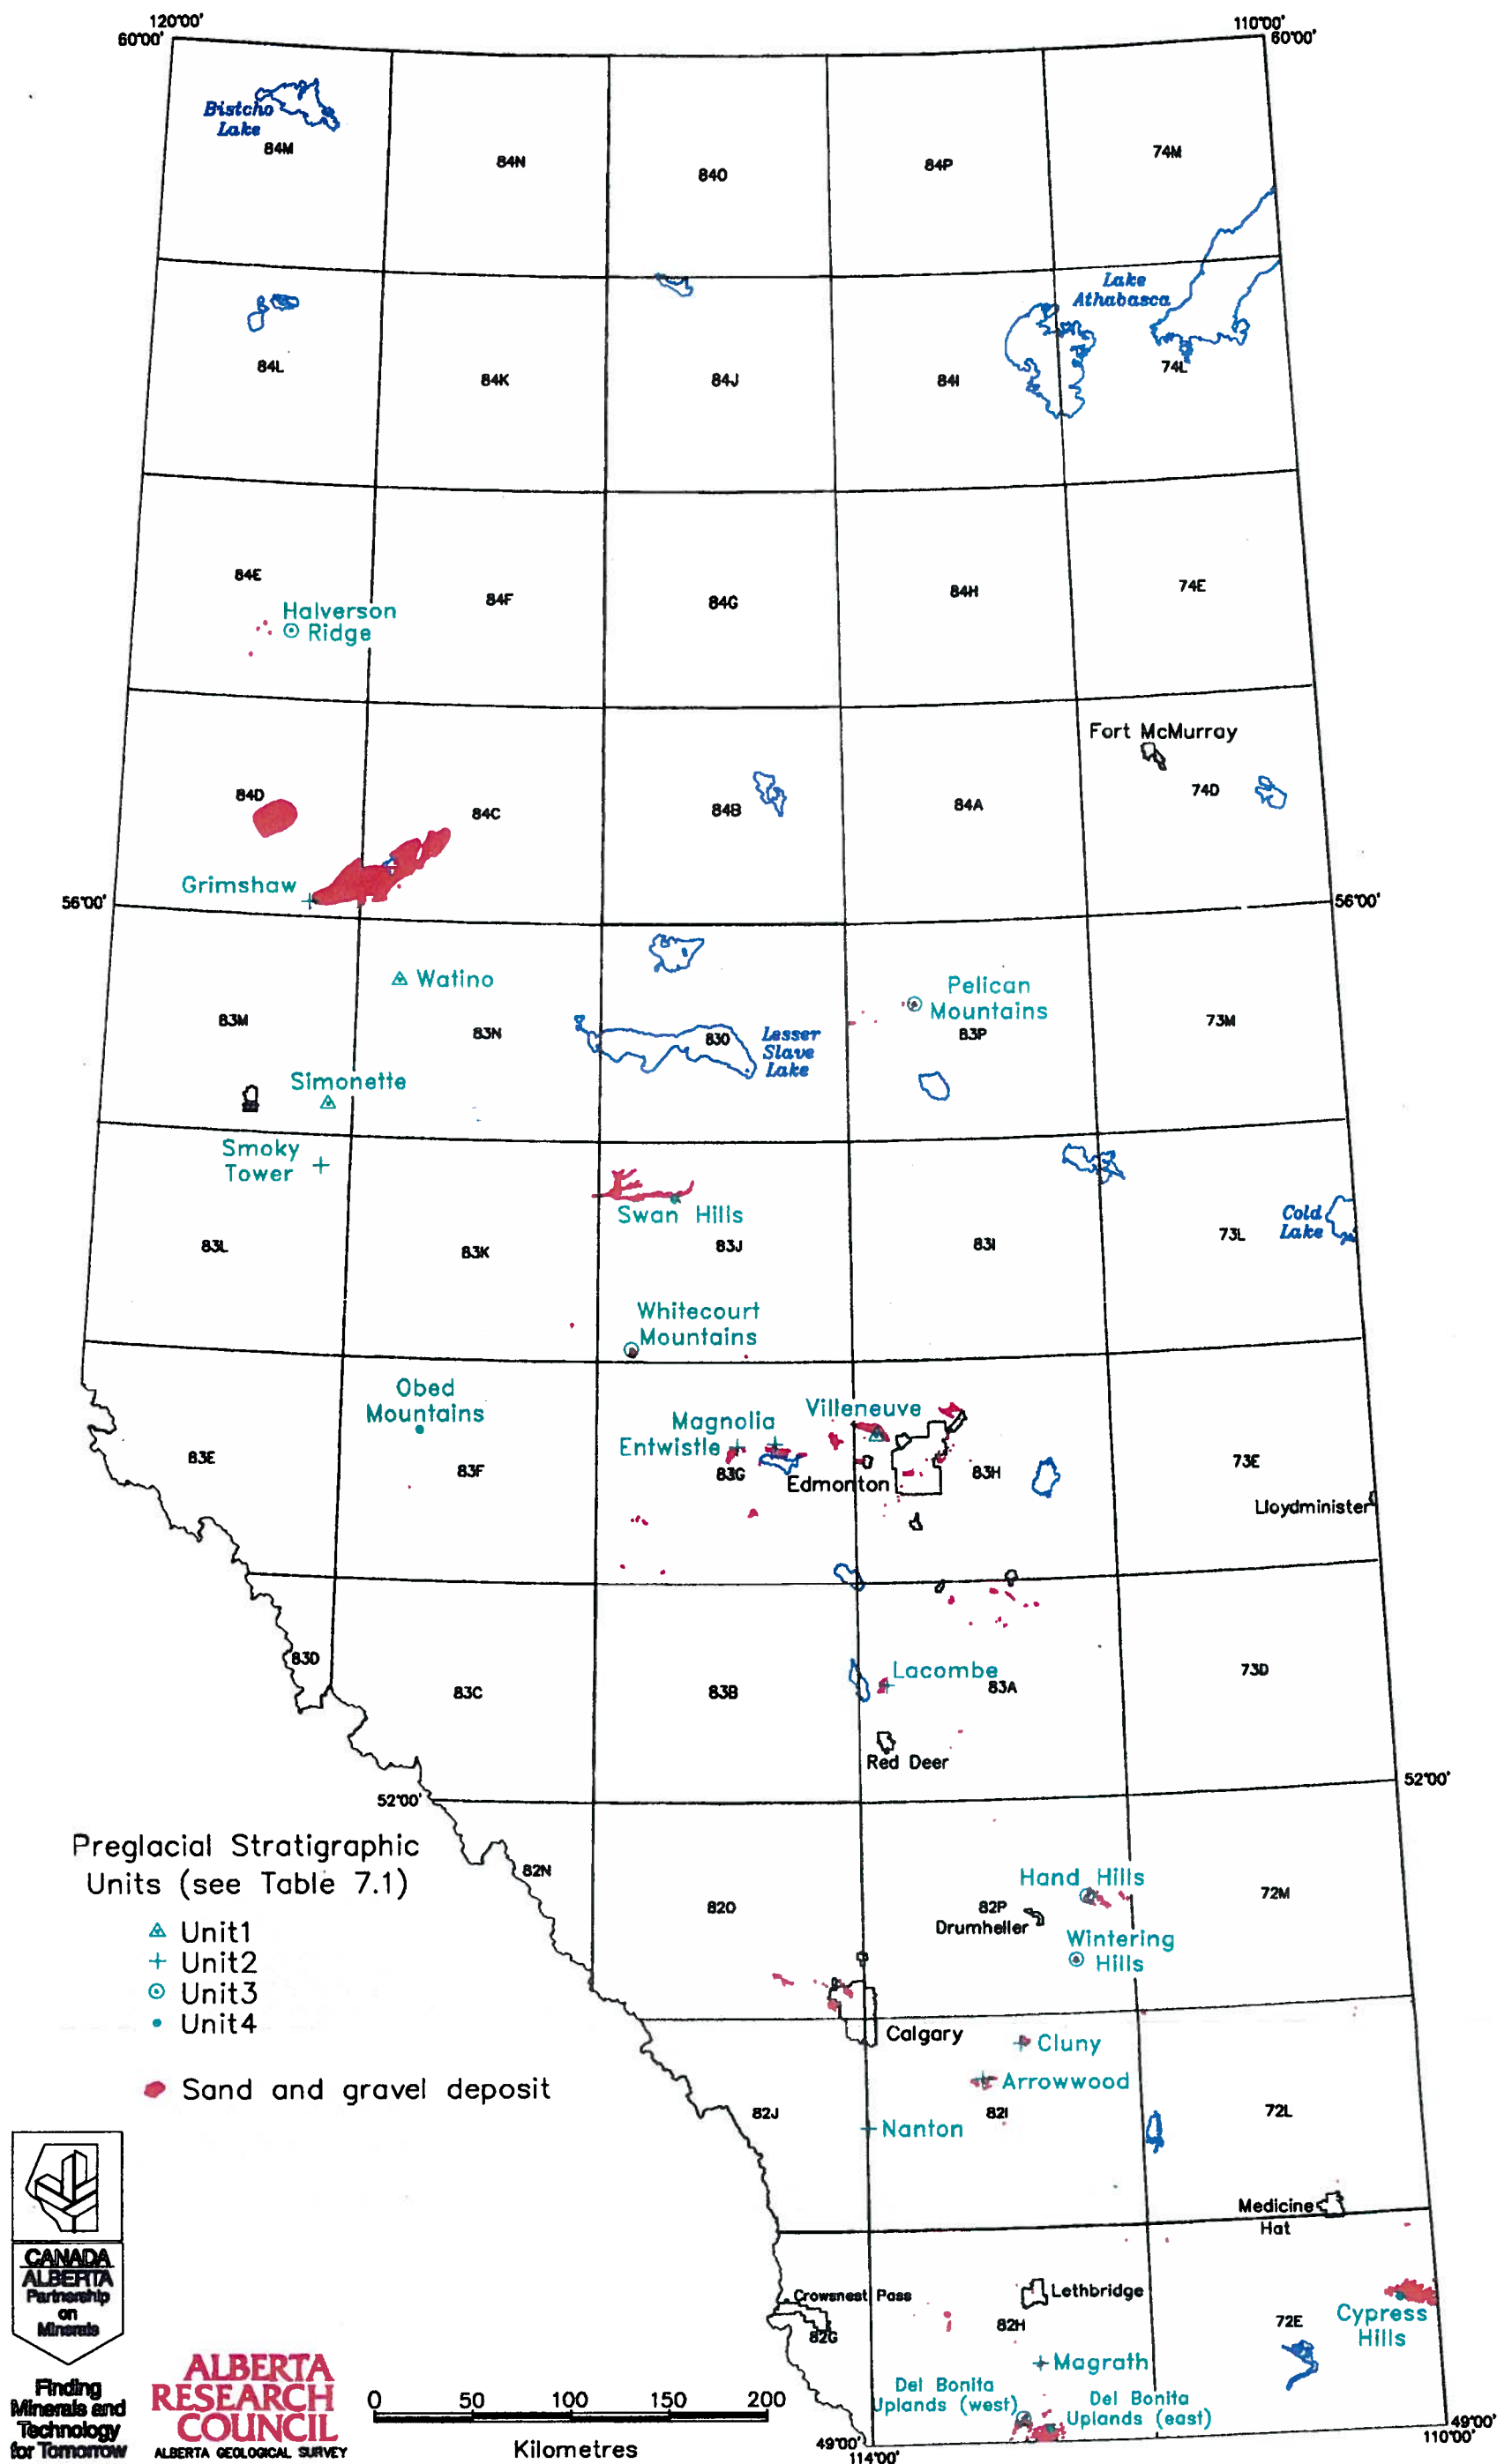 120°00'
110°00'
60°00'
60°00'
Bistcho
Lake
84M
84N
84O
84P
74M
Lake
Athabasca
84L
84K
84J
84I
74L
84E
84F
84G
84H
74E
Halverson
Ridge
Fort McMurray
84D
84C
84B
84A
74D
Grimshaw
56°00'
56°00'
Watino
Pelican
Mountains
83M
83N
83O
Lesser
Slave
Lake
83P
73M
Simonette
Smoky
Tower
Swan Hills
Cold
Lake
83L
83K
83J
83I
73L
Whitecourt
Mountains
Obed
Mountains
Villeneuve
Magnolia
Entwistle
83E
83F
83G
Edmonton
83H
73E
Lloydminister
83D
83C
83B
Lacombe
83A
73D
Red Deer
52°00'
52°00'
Preglacial Stratigraphic
Units (see Table 7.1)
Unit1
Unit2
Unit3
Unit4
Sand and gravel deposit
82N
82O
Hand Hills
82P
Drumheller
72M
Wintering
Hills
Calgary
Cluny
Arrowwood
82J
82I
72L
Nanton
Medicine
Hat
Crowsnest Pass
Lethbridge
82G
82H
72E
Cypress
Hills
Magrath
Del Bonita
Uplands (west)
Del Bonita
Uplands (east)
49°00'
114°00'
49°00'
110°00'
CANADA
ALBERTA
Partnership
on
Minerals
Finding
Minerals and
Technology
for Tomorrow
ALBERTA
RESEARCH
COUNCIL
ALBERTA GEOLOGICAL SURVEY
0 50 100 150 200
Kilometres